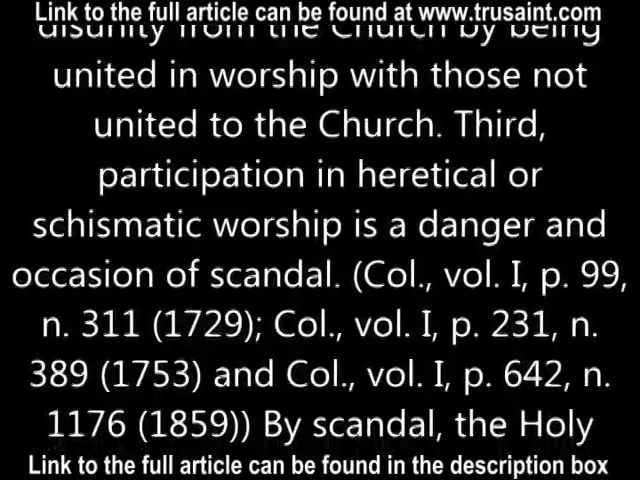 Link to the full article can be found at www.trusaint.com
disunity from the Church by being
united in worship with those not
united to the Church. Third,
participation in heretical or
schismatic worship is a danger and
occasion of scandal. (Col., vol. I, p. 99,
n. 311 (1729); Col., vol. I, p. 231, n.
389 (1753) and Col., vol. I, p. 642, n.
1176 (1859)) By scandal, the Holy
Link to the full article can be found in the description box